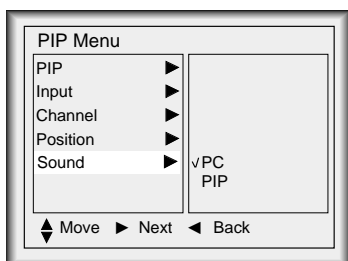 PIP Menu
PIP ▶
Input ▶
Channel ▶
Position ▶
Sound ▶
√ PC
PIP
▲▼ Move ▶ Next ◀ Back